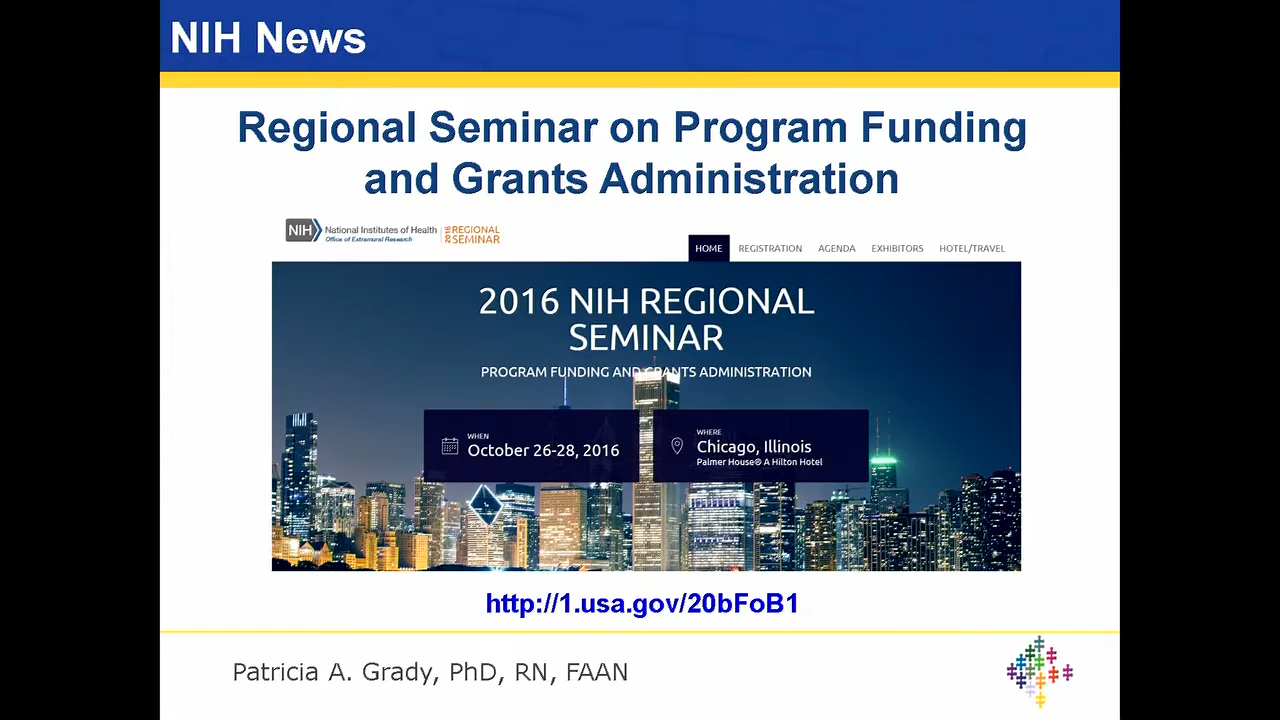 NIH News
Regional Seminar on Program Funding
and Grants Administration
NIH National Institutes of Health
Office of Extramural Research
2016 REGIONAL
SEMINAR
HOME REGISTRATION AGENDA EXHIBITORS HOTEL/TRAVEL
2016 NIH REGIONAL
SEMINAR
PROGRAM FUNDING AND GRANTS ADMINISTRATION
WHEN
October 26-28, 2016
WHERE
Chicago, Illinois
Palmer House® A Hilton Hotel
http://1.usa.gov/20bFoB1
Patricia A. Grady, PhD, RN, FAAN